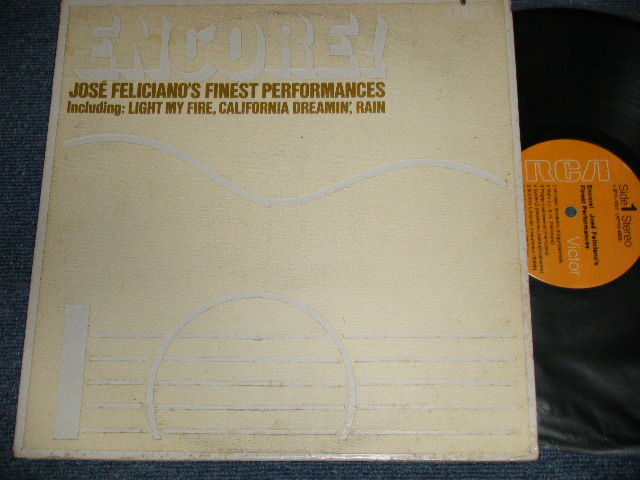 ENCORE!
JOSÉ FELICIANO'S FINEST PERFORMANCES
Including: LIGHT MY FIRE, CALIFORNIA DREAMIN', RAIN
RCA
Side 1 Stereo
Encore! José Feliciano's
Finest Performances
Victor